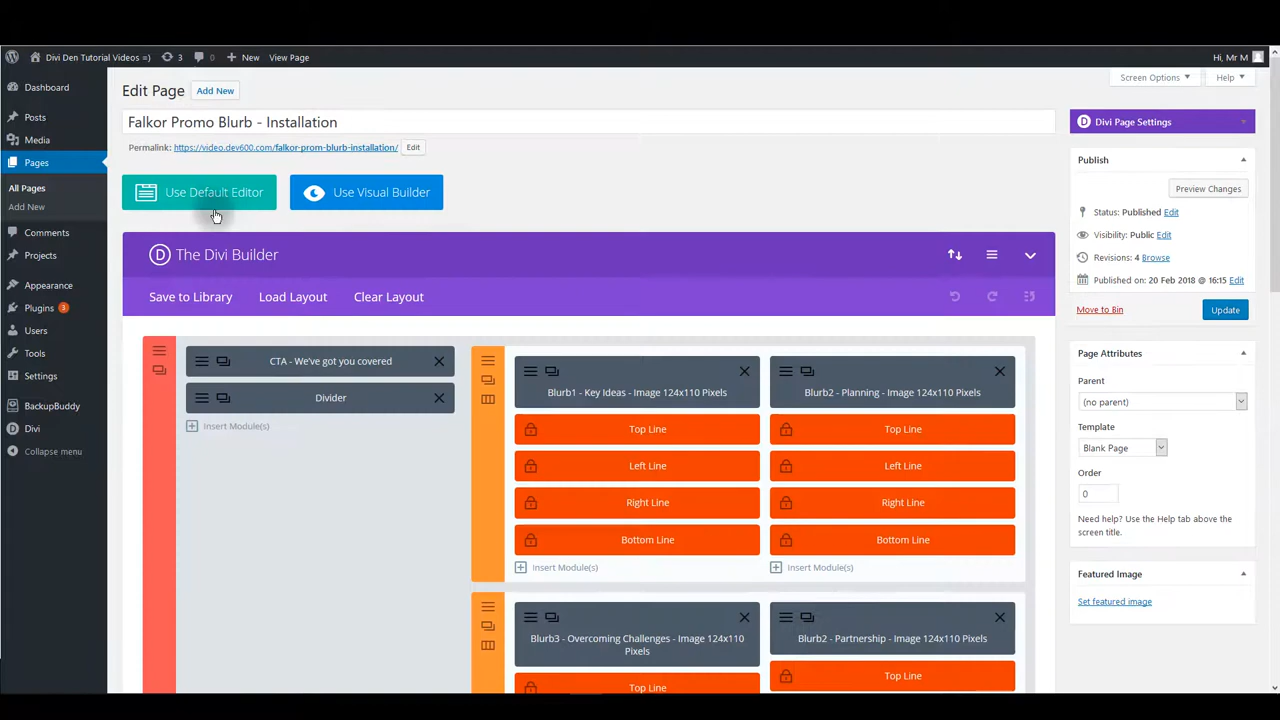 Divi Den Tutorial Videos =)
3
0
New
View Page
Hi, Mr M
Dashboard
Posts
Media
Pages
All Pages
Add New
Comments
Projects
Appearance
Plugins 3
Users
Tools
Settings
BackupBuddy
Divi
Collapse menu
Screen Options
Help
Edit Page
Add New
Falkor Promo Blurb - Installation
Permalink: https://video.dev600.com/falkor-prom-blurb-installation/ Edit
Use Default Editor
Use Visual Builder
D The Divi Builder
Save to Library
Load Layout
Clear Layout
CTA - We've got you covered
Divider
Insert Module(s)
Blurb1 - Key Ideas - Image 124x110 Pixels
Top Line
Left Line
Right Line
Bottom Line
Insert Module(s)
Blurb2 - Planning - Image 124x110 Pixels
Top Line
Left Line
Right Line
Bottom Line
Insert Module(s)
Blurb3 - Overcoming Challenges - Image 124x110
Pixels
Top Line
Blurb2 - Partnership - Image 124x110 Pixels
Top Line
D Divi Page Settings
Publish
Preview Changes
Status: Published Edit
Visibility: Public Edit
Revisions: 4 Browse
Published on: 20 Feb 2018 @ 16:15 Edit
Move to Bin
Update
Page Attributes
Parent
(no parent)
Template
Blank Page
Order
0
Need help? Use the Help tab above the
screen title.
Featured Image
Set featured image